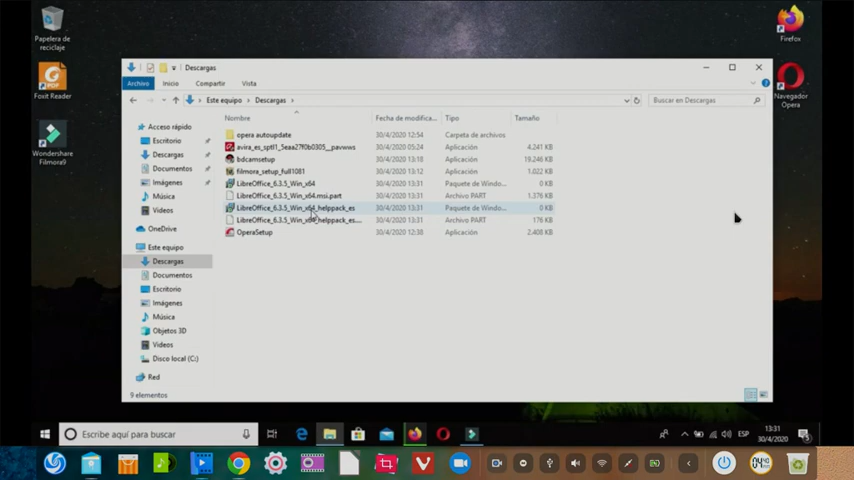 Papelera de
reciclaje
Foxit Reader
Wondershare
Filmora9
Firefox
Navegador
Opera
Descargas
Archivo Inicio Compartir Vista
Este equipo Descargas
Buscar en Descargas
Nombre Fecha de modifica... Tipo Tamaño
Acceso rápido
Escritorio
Descargas
Documentos
Imágenes
Música
Vídeos
OneDrive
Este equipo
Descargas
Documentos
Escritorio
Imágenes
Música
Objetos 3D
Vídeos
Disco local (C:)
Red
opera autoupdate 30/4/2020 12:54 Carpeta de archivos
avira_es_sptl1_5eaa27f0b0305__pavwws 30/4/2020 05:24 Aplicación 4.241 KB
bdcamsetup 30/4/2020 13:18 Aplicación 19.246 KB
filmora_setup_full1081 30/4/2020 13:12 Aplicación 1.022 KB
LibreOffice_6.3.5_Win_x64 30/4/2020 13:31 Paquete de Windo... 0 KB
LibreOffice_6.3.5_Win_x64.msi.part 30/4/2020 13:31 Archivo PART 1.376 KB
LibreOffice_6.3.5_Win_x64_helppack_es 30/4/2020 13:31 Paquete de Windo... 0 KB
LibreOffice_6.3.5_Win_x64_helppack_es.... 30/4/2020 13:31 Archivo PART 176 KB
OperaSetup 30/4/2020 12:38 Aplicación 2.408 KB
9 elementos
Escribe aquí para buscar
ESP
13:31
30/4/2020